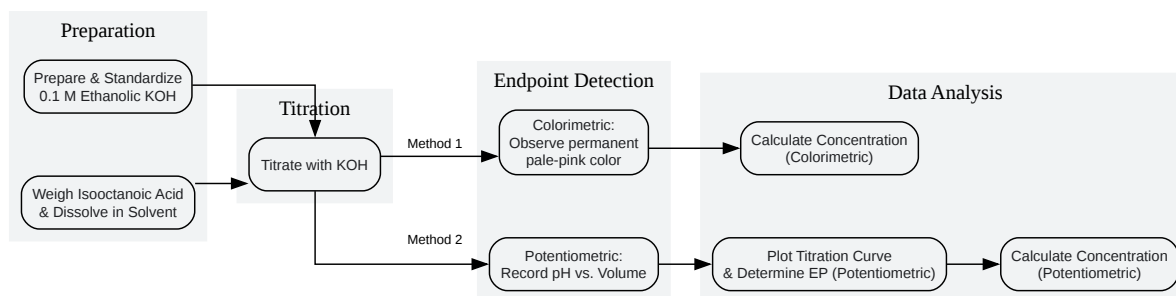 Preparation
Prepare & Standardize
0.1 M Ethanolic KOH
Weigh Isooctanoic Acid
& Dissolve in Solvent
Titration
Titrate with KOH
Method 1
Method 2
Endpoint Detection
Colorimetric:
Observe permanent
pale-pink color
Potentiometric:
Record pH vs. Volume
Data Analysis
Calculate Concentration
(Colorimetric)
Plot Titration Curve
& Determine EP (Potentiometric)
Calculate Concentration
(Potentiometric)